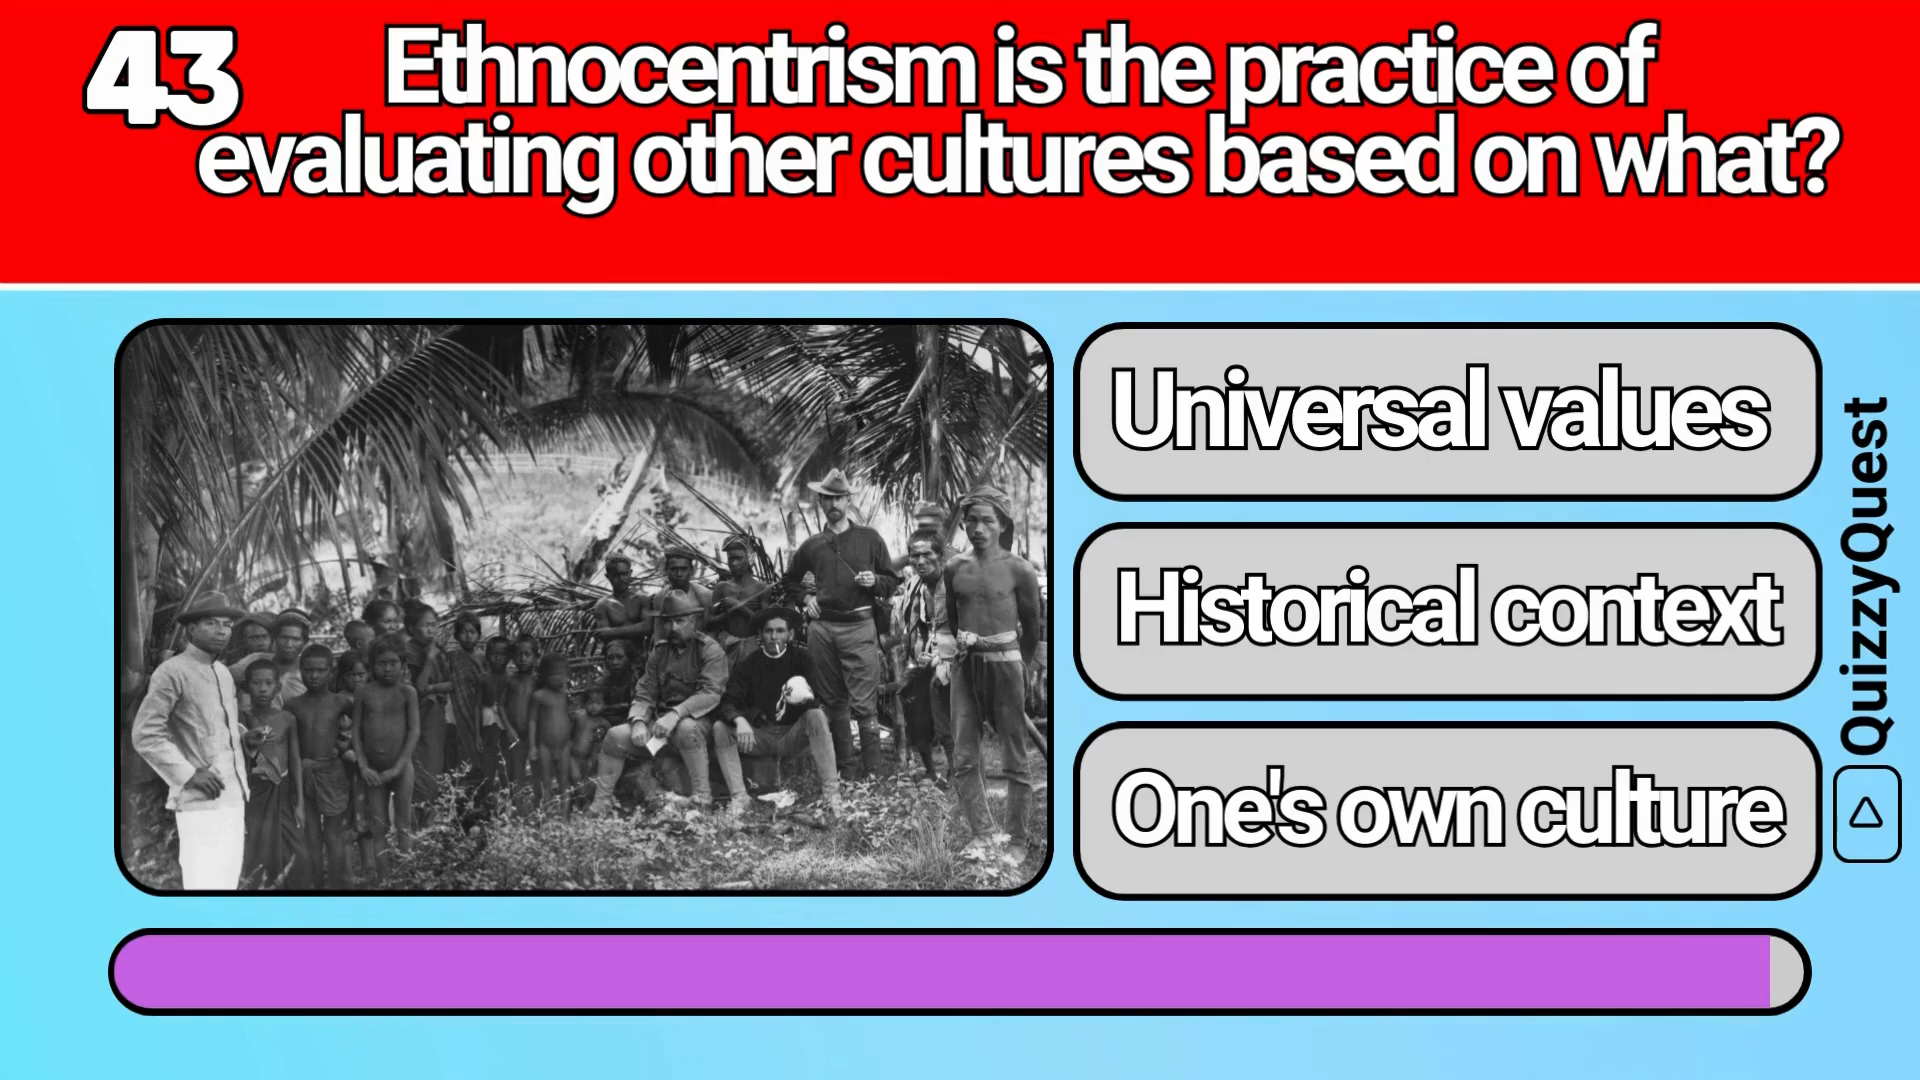 43
Ethnocentrism is the practice of
evaluating other cultures based on what?
Universal values
Historical context
One's own culture
QuizzyQuest